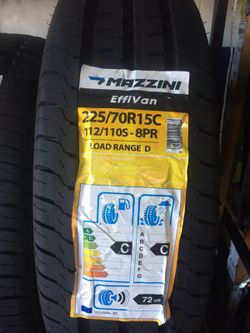 MAZZINI
EffiVan
225/70R15C
112/110S-8PR
LOAD RANGE D
C
A
B
C
D
E
F
G
C
72 dB